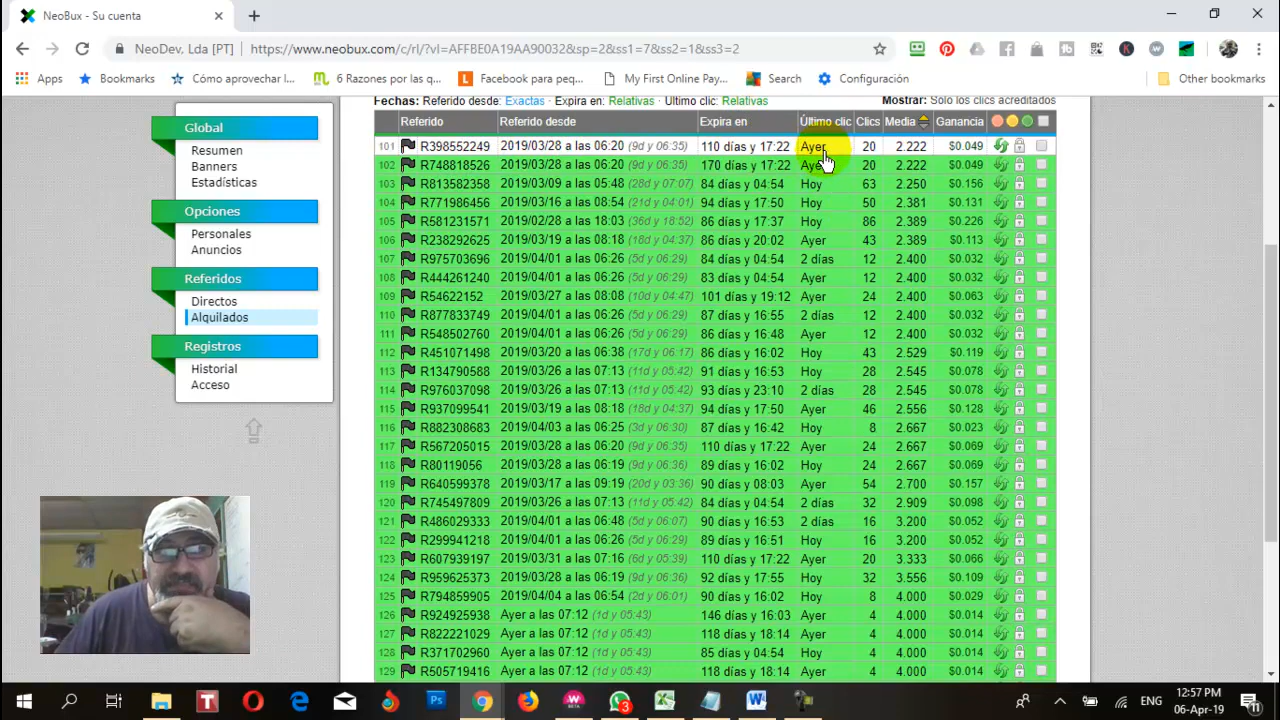 NeoBux - Su cuenta
NeoDev, Lda [PT] https://www.neobux.com/c/rl/?vl=AFFBE0A19AA90032&sp=2&ss1=7&ss2=1&ss3=2
Apps Bookmarks Cómo aprovechar l... 6 Razones por las q... Facebook para peq... My First Online Pay... Search Configuración Other bookmarks
Global
Resumen
Banners
Estadísticas
Opciones
Personales
Anuncios
Referidos
Directos
Alquilados
Registros
Historial
Acceso
Fechas: Referido desde: Exactas · Expira en: Relativas · Último clic: Relativas Mostrar: Solo los clics acreditados
Referido Referido desde Expira en Último clic Clics Media Ganancia
101 R398552249 2019/03/28 a las 06:20 (9d y 06:35) 110 días y 17:22 Ayer 20 2.222 $0.049
102 R748818526 2019/03/28 a las 06:20 (9d y 06:35) 170 días y 17:22 Ayer 20 2.222 $0.049
103 R813582358 2019/03/09 a las 05:48 (28d y 07:07) 84 días y 04:54 Hoy 63 2.250 $0.156
104 R771986456 2019/03/16 a las 08:54 (21d y 04:01) 94 días y 17:50 Hoy 50 2.381 $0.131
105 R581231571 2019/02/28 a las 18:03 (36d y 18:52) 86 días y 17:37 Hoy 86 2.389 $0.226
106 R238292625 2019/03/19 a las 08:18 (18d y 04:37) 86 días y 20:02 Ayer 43 2.389 $0.113
107 R975703696 2019/04/01 a las 06:26 (5d y 06:29) 84 días y 04:54 2 días 12 2.400 $0.032
108 R444261240 2019/04/01 a las 06:26 (5d y 06:29) 83 días y 04:54 Ayer 12 2.400 $0.032
109 R54622152 2019/03/27 a las 08:08 (10d y 04:47) 101 días y 19:12 Ayer 24 2.400 $0.063
110 R877833749 2019/04/01 a las 06:26 (5d y 06:29) 87 días y 16:55 2 días 12 2.400 $0.032
111 R548502760 2019/04/01 a las 06:26 (5d y 06:29) 86 días y 16:48 Ayer 12 2.400 $0.032
112 R451071498 2019/03/20 a las 06:38 (17d y 06:17) 86 días y 16:02 Hoy 43 2.529 $0.119
113 R134790588 2019/03/26 a las 07:13 (11d y 05:42) 91 días y 16:53 Hoy 28 2.545 $0.078
114 R976037098 2019/03/26 a las 07:13 (11d y 05:42) 93 días y 23:10 2 días 28 2.545 $0.078
115 R937099541 2019/03/19 a las 08:18 (18d y 04:37) 94 días y 17:50 Ayer 46 2.556 $0.128
116 R882308683 2019/04/03 a las 06:25 (3d y 06:30) 87 días y 16:42 Hoy 8 2.667 $0.023
117 R567205015 2019/03/28 a las 06:20 (9d y 06:35) 110 días y 17:22 Ayer 24 2.667 $0.069
118 R80119056 2019/03/28 a las 06:19 (9d y 06:36) 89 días y 16:02 Hoy 24 2.667 $0.069
119 R640599378 2019/03/17 a las 09:19 (20d y 03:36) 90 días y 08:03 Ayer 54 2.700 $0.157
120 R745497809 2019/03/26 a las 07:13 (11d y 05:42) 84 días y 04:54 2 días 32 2.909 $0.098
121 R486029333 2019/04/01 a las 06:48 (5d y 06:07) 90 días y 16:53 2 días 16 3.200 $0.052
122 R299941218 2019/04/01 a las 06:26 (5d y 06:29) 89 días y 16:51 Hoy 16 3.200 $0.052
123 R607939197 2019/03/31 a las 07:16 (6d y 05:39) 110 días y 17:22 Ayer 20 3.333 $0.066
124 R959625373 2019/03/28 a las 06:19 (9d y 06:36) 92 días y 17:55 Hoy 32 3.556 $0.109
125 R794859905 2019/04/04 a las 06:54 (2d y 06:01) 90 días y 16:02 Hoy 8 4.000 $0.029
126 R924925938 Ayer a las 07:12 (1d y 05:43) 146 días y 16:03 Ayer 4 4.000 $0.014
127 R822221029 Ayer a las 07:12 (1d y 05:43) 118 días y 18:14 Ayer 4 4.000 $0.014
128 R371702960 Ayer a las 07:12 (1d y 05:43) 85 días y 04:54 Hoy 4 4.000 $0.014
129 R505719416 Ayer a las 07:12 (1d y 05:43) 118 días y 18:14 Ayer 4 4.000 $0.014
ENG 12:57 PM
06-Apr-19